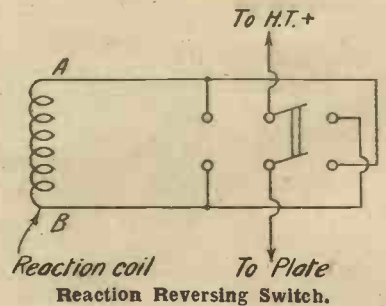 To H.T.+
A
B
Reaction coil
To Plate
Reaction Reversing Switch.